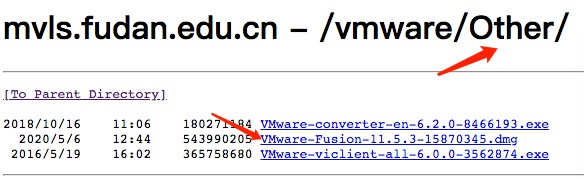 mvls.fudan.edu.cn - /vmware/Other/
[To Parent Directory]
2018/10/16 11:06 180271184 VMware-converter-en-6.2.0-8466193.exe
2020/5/6 12:44 543990205 VMware-Fusion-11.5.3-15870345.dmg
2016/5/19 16:02 365758680 VMware-viclient-all-6.0.0-3562874.exe